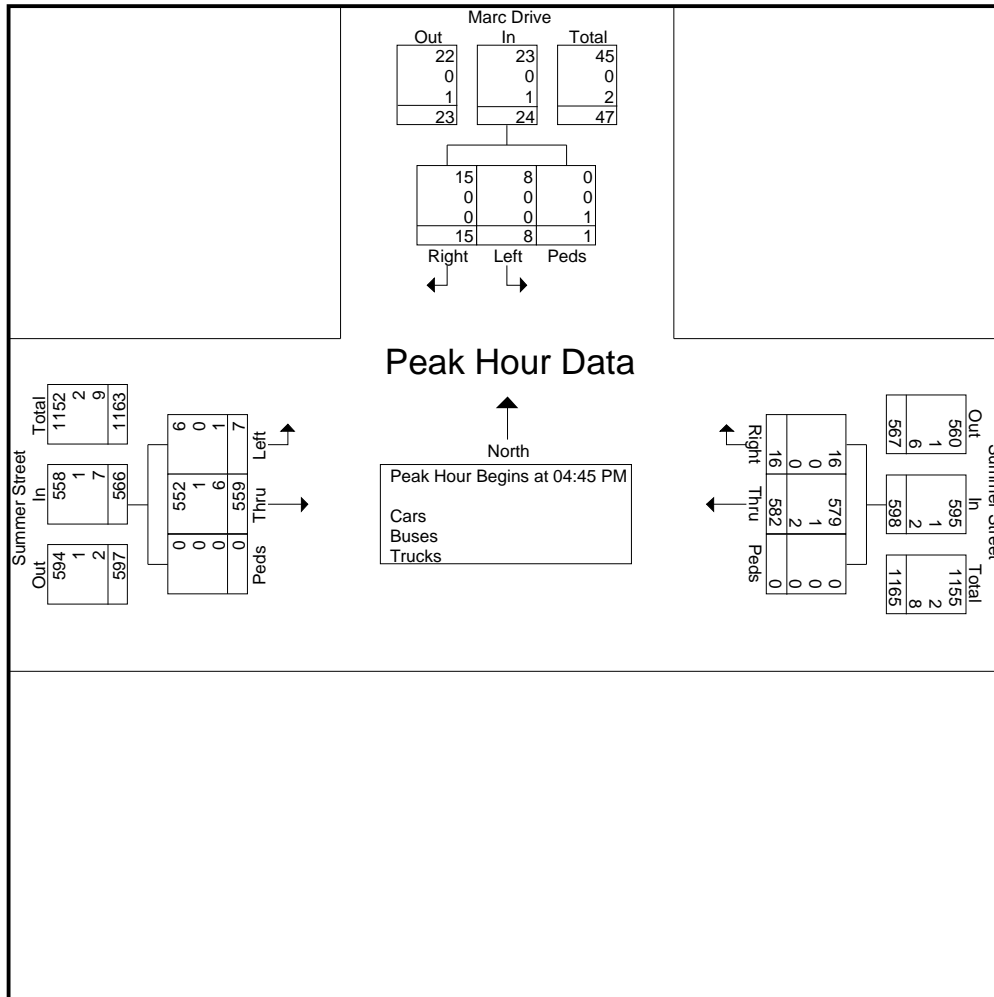 Marc Drive
Out In Total
22 23 45
0 0 0
1 1 2
23 24 47
15 8 0
0 0 0
0 0 1
15 8 1
Right Left Peds
Peak Hour Data
North
Peak Hour Begins at 04:45 PM
Cars
Buses
Trucks
Summer Street
Total
1152 2 9 1163
In
558 1 7 566
Out
594 1 2 597
6 0 1 7
Left
552 1 6 559
Thru
0 0 0 0
Peds
Right
16 0 0 16
Thru
579 1 2 582
Peds
0 0 0 0
Out
560 1 6 567
In
595 1 2 598
Total
1155 2 8 1165
Summer Street